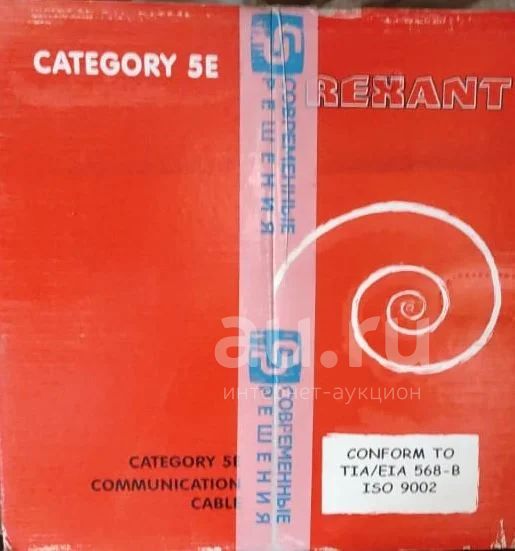 CATEGORY 5E
REXANT
СОВРЕМЕННЫЕ
РЕШЕНИЯ
au.ru
интернет-аукцион
СОВРЕМЕННЫЕ
РЕШЕНИЯ
CATEGORY 5E
COMMUNICATION
CABLE
CONFORM TO
TIA/EIA 568-B
ISO 9002